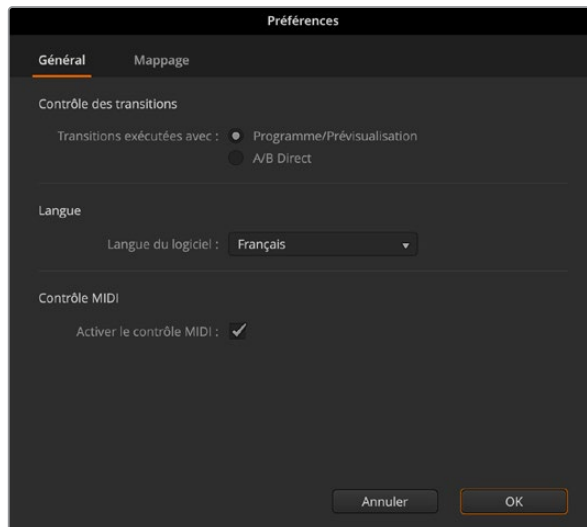 Préférences
Général Mappage
Contrôle des transitions
Transitions exécutées avec : Programme/Prévisualisation
A/B Direct
Langue
Langue du logiciel : Français
Contrôle MIDI
Activer le contrôle MIDI :
Annuler OK